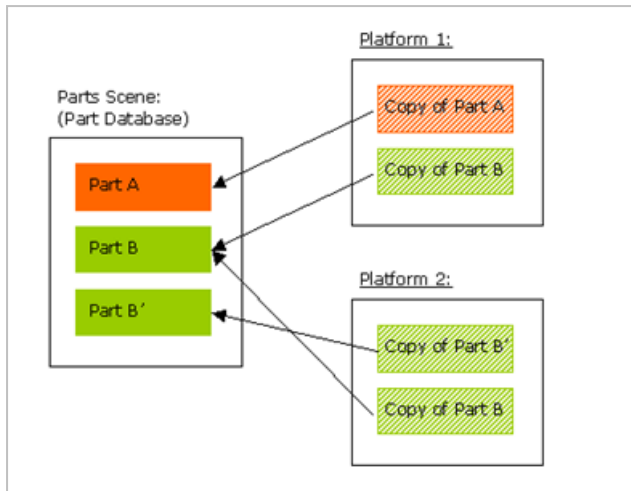 Parts Scene:
(Part Database)
Part A
Part B
Part B´
Platform 1:
Copy of Part A
Copy of Part B
Platform 2:
Copy of Part B´
Copy of Part B